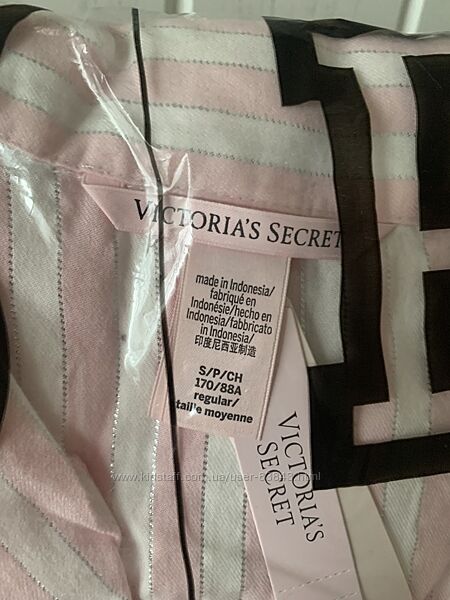 VICTORIA'S SECRET
made in Indonesia/
fabriqué en
Indonésie/hecho en
Indonesia/fabbricato
in Indonesia/
印度尼西亚制造
S/P/CH
170/88A
regular/
taille moyenne
VICTORIA'S
SECRET